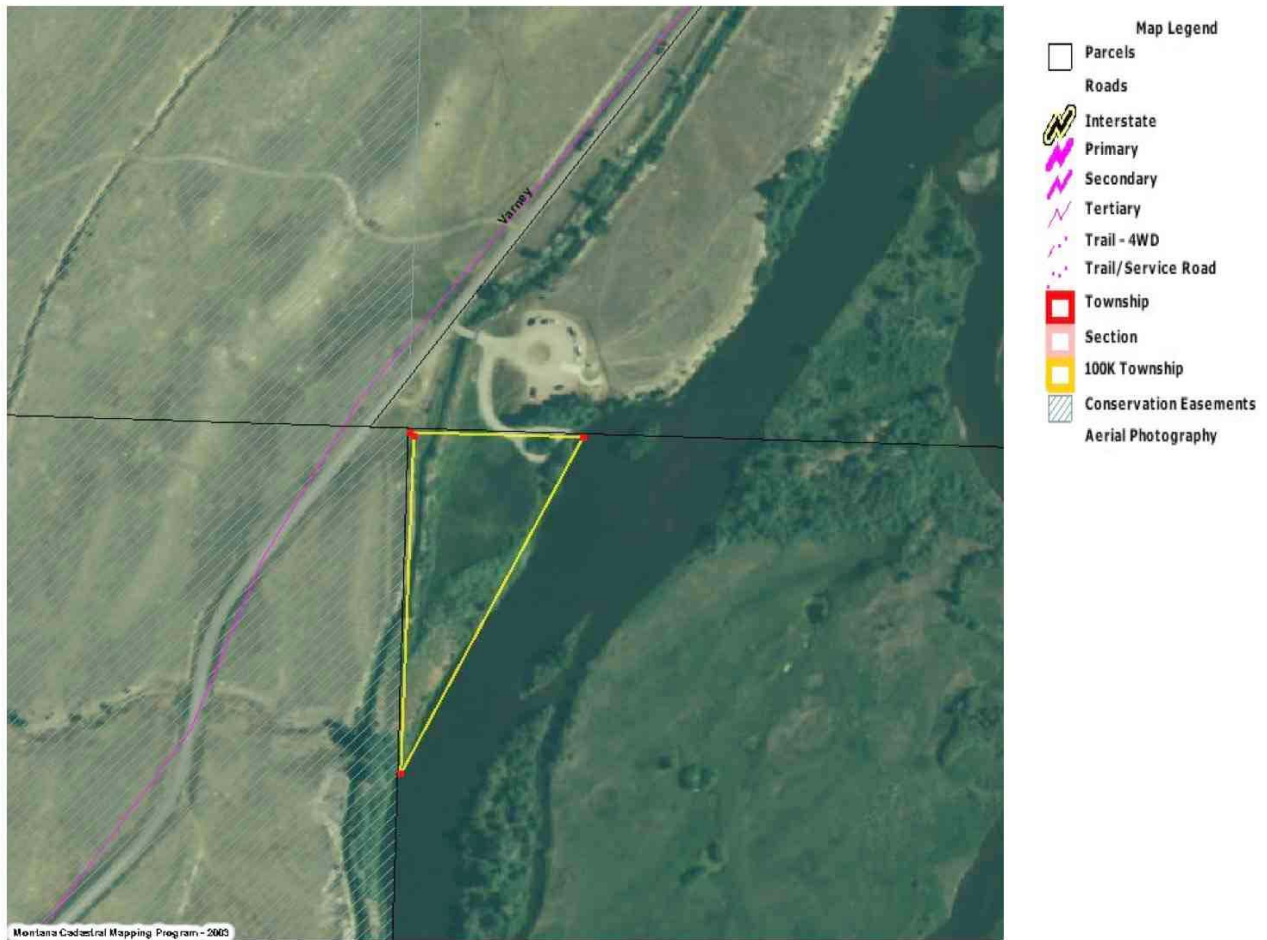 Map Legend
Parcels
Roads
Interstate
Primary
Secondary
Tertiary
Trail - 4WD
Trail/Service Road
Township
Section
100K Township
Conservation Easements
Aerial Photography
Varney
Montana Cadastral Mapping Program - 2003